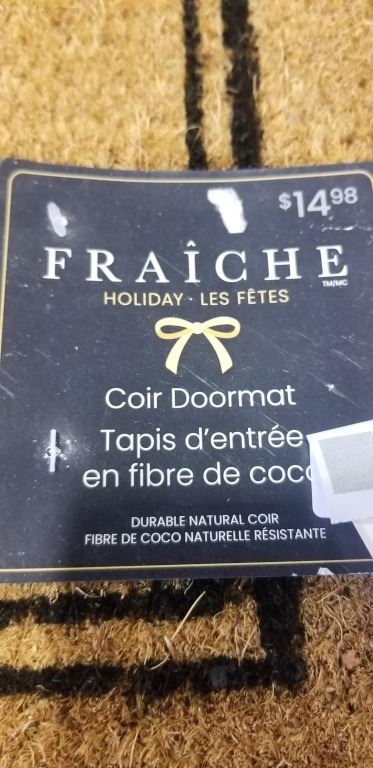 $14.98
FRAÎCHE
TM/MC
HOLIDAY · LES FÊTES
Coir Doormat
Tapis d'entrée
en fibre de coco
DURABLE NATURAL COIR
FIBRE DE COCO NATURELLE RÉSISTANTE